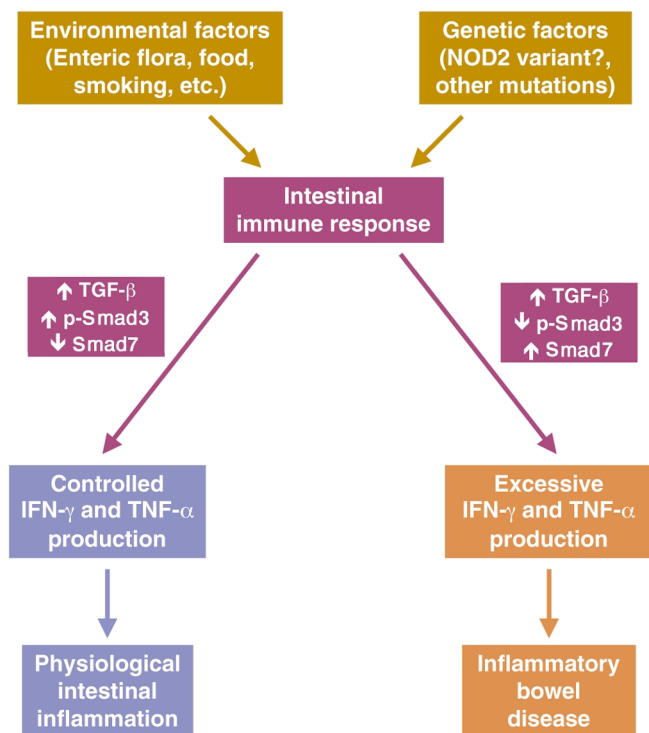 Environmental factors
(Enteric flora, food,
smoking, etc.)
Genetic factors
(NOD2 variant?,
other mutations)
Intestinal
immune response
↑ TGF-β
↑ p-Smad3
↓ Smad7
↑ TGF-β
↓ p-Smad3
↑ Smad7
Controlled
IFN-γ and TNF-α
production
Excessive
IFN-γ and TNF-α
production
Physiological
intestinal
inflammation
Inflammatory
bowel
disease